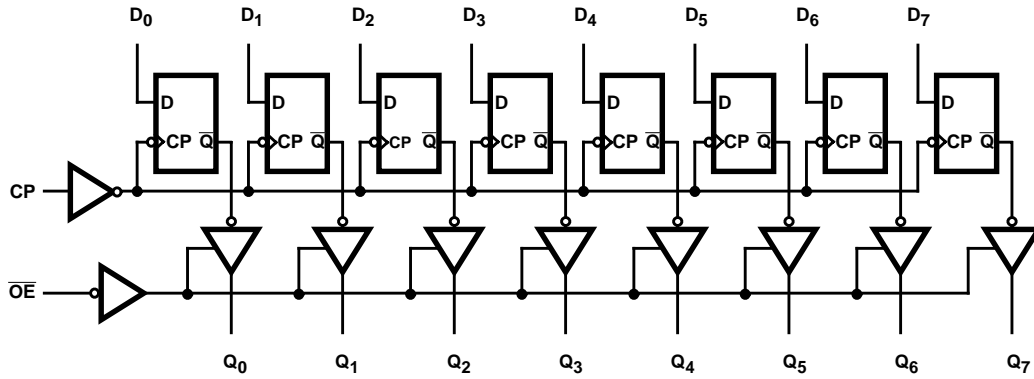 D0 D1 D2 D3 D4 D5 D6 D7
D D D D D D D D
CP Q̅ CP Q̅ CP Q̅ CP Q̅ CP Q̅ CP Q̅ CP Q̅ CP Q̅
CP
O̅E̅
Q0 Q1 Q2 Q3 Q4 Q5 Q6 Q7